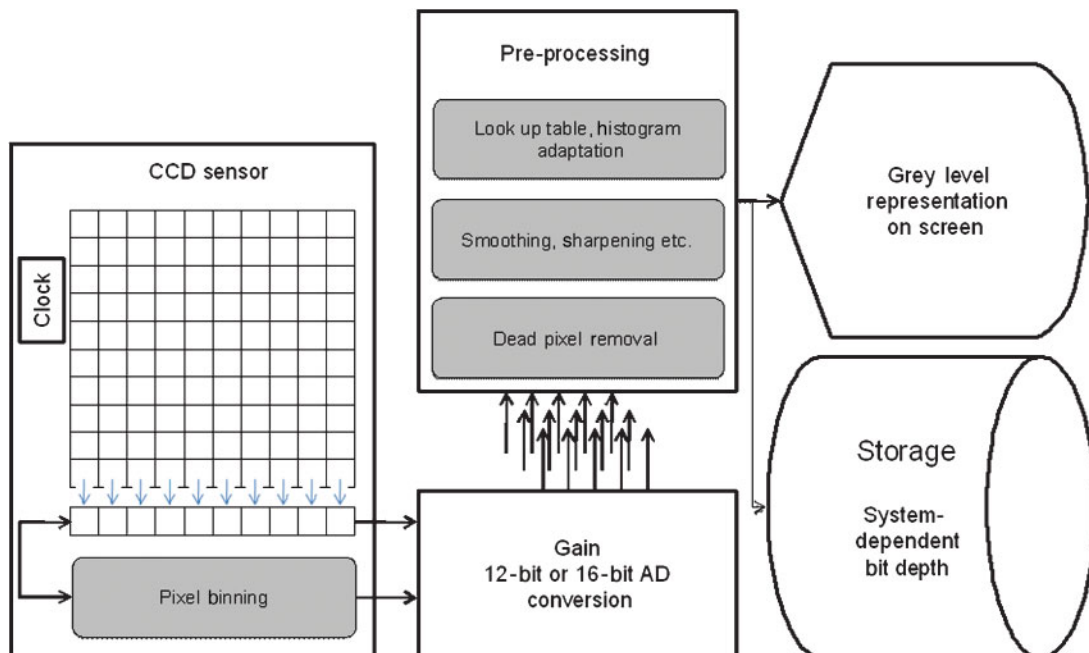 CCD sensor
Clock
Pixel binning
Pre-processing
Look up table, histogram
adaptation
Smoothing, sharpening etc.
Dead pixel removal
Gain
12-bit or 16-bit AD
conversion
Grey level
representation
on screen
Storage
System-
dependent
bit depth